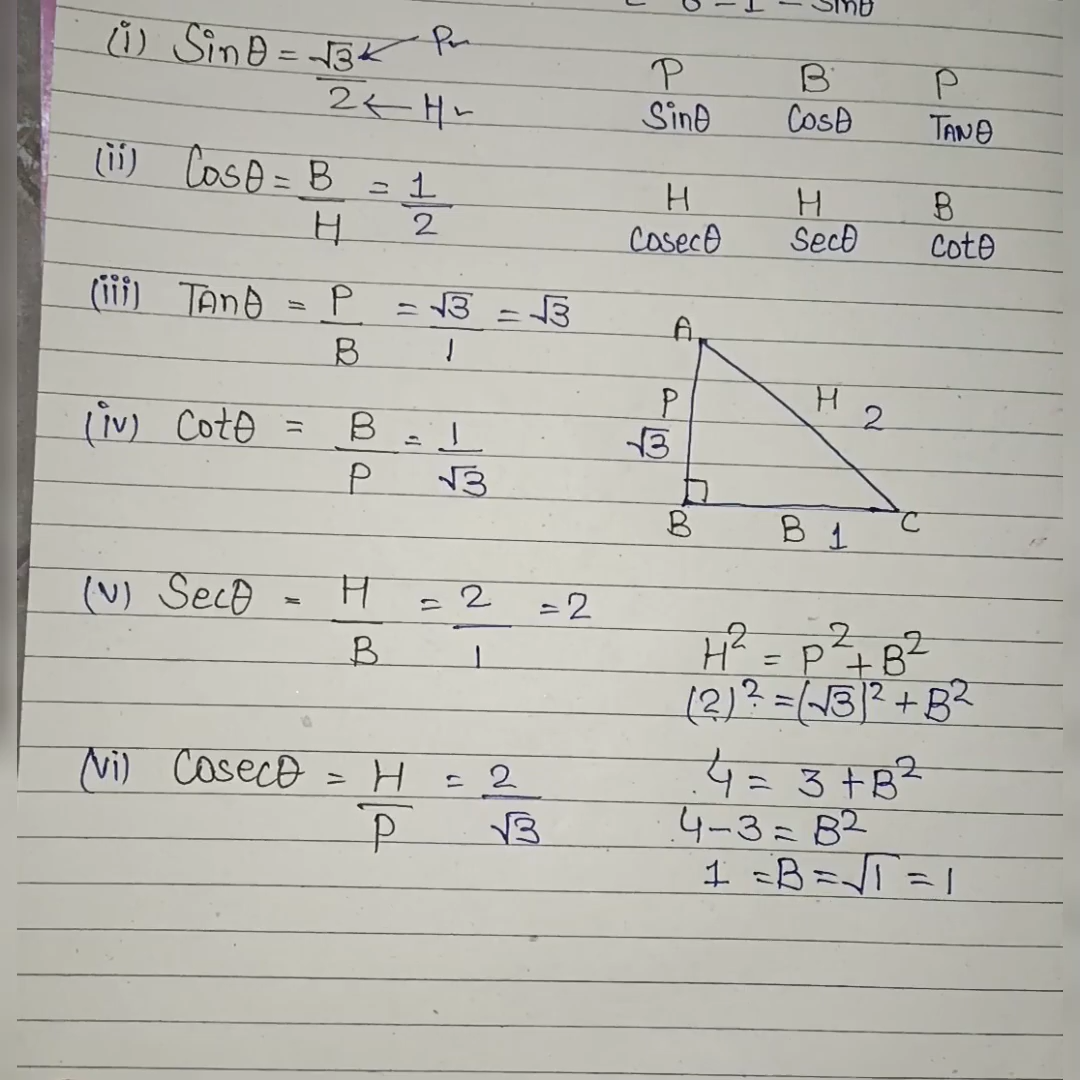 (i) Sinθ = √3/2 ← P
← H
P B P
Sinθ Cosθ TANθ
(ii) Cosθ = B/H = 1/2
H H B
Cosecθ Secθ Cotθ
(iii) TAnθ = P/B = √3/1 = √3
(iv) Cotθ = B/P = 1/√3
A
P H 2
√3
B B 1 C
(v) Secθ = H/B = 2/1 = 2
H² = P² + B²
(2)² = (√3)² + B²
(vi) Cosecθ = H/P = 2/√3
4 = 3 + B²
4 - 3 = B²
1 = B = √1 = 1